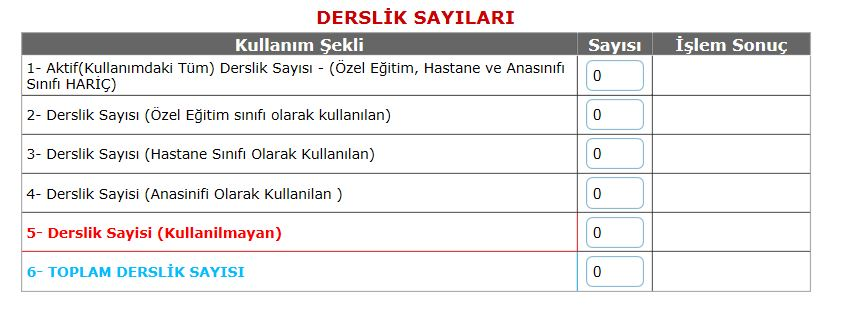 DERSLİK SAYILARI
Kullanım Şekli Sayısı İşlem Sonuç
1- Aktif(Kullanımdaki Tüm) Derslik Sayısı - (Özel Eğitim, Hastane ve Anasınıfı
Sınıfı HARİÇ) 0
2- Derslik Sayısı (Özel Eğitim sınıfı olarak kullanılan) 0
3- Derslik Sayısı (Hastane Sınıfı Olarak Kullanılan) 0
4- Derslik Sayisi (Anasinifi Olarak Kullanilan ) 0
5- Derslik Sayisi (Kullanilmayan) 0
6- TOPLAM DERSLİK SAYISI 0